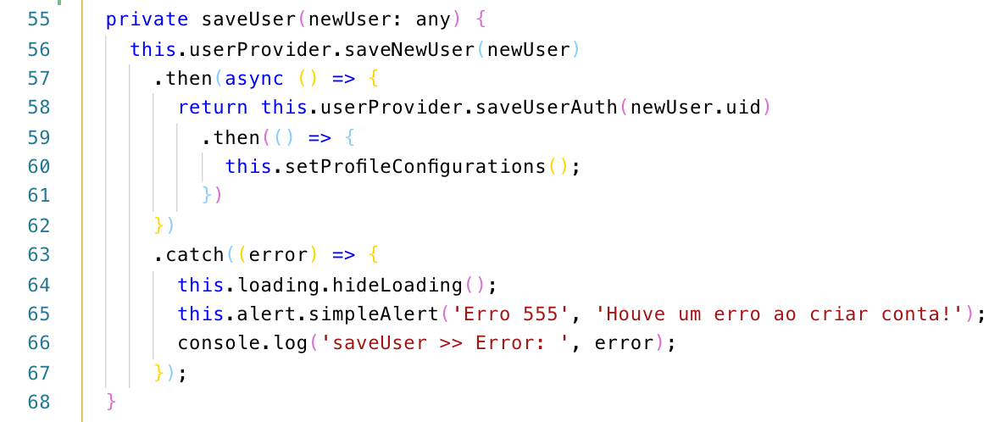 55 private saveUser(newUser: any) {
56 this.userProvider.saveNewUser(newUser)
57 .then(async () => {
58 return this.userProvider.saveUserAuth(newUser.uid)
59 .then(() => {
60 this.setProfileConfigurations();
61 })
62 })
63 .catch((error) => {
64 this.loading.hideLoading();
65 this.alert.simpleAlert('Erro 555', 'Houve um erro ao criar conta!');
66 console.log('saveUser >> Error: ', error);
67 });
68 }